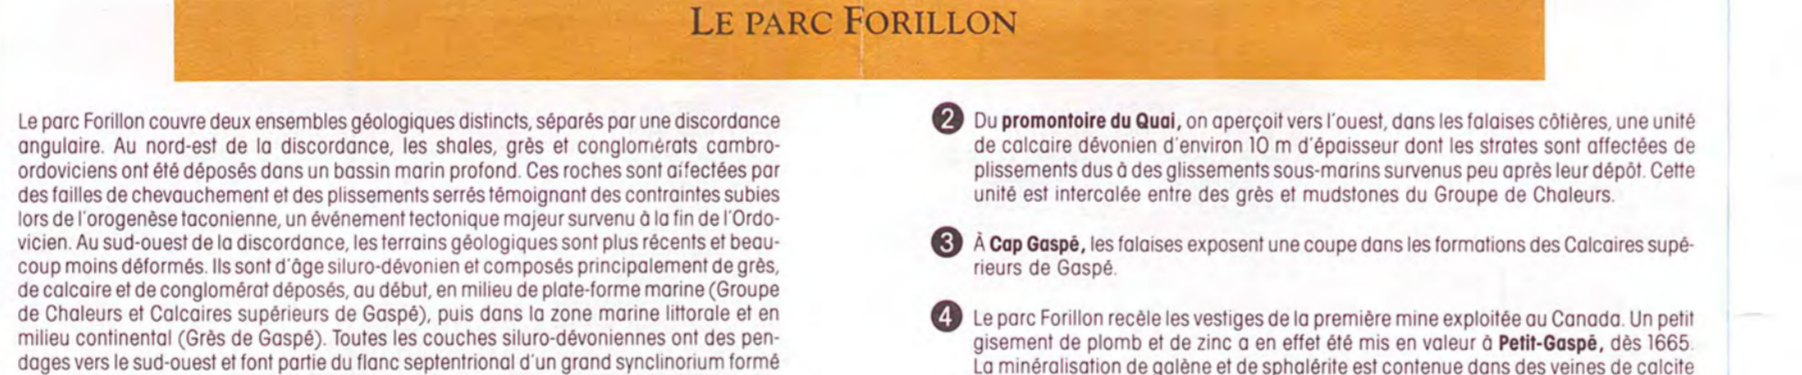 LE PARC FORILLON
Le parc Forillon couvre deux ensembles géologiques distincts, séparés par une discordance
angulaire. Au nord-est de la discordance, les shales, grès et conglomérats cambro-
ordoviciens ont été déposés dans un bassin marin profond. Ces roches sont affectées par
des failles de chevauchement et des plissements serrés témoignant des contraintes subies
lors de l'orogenèse taconienne, un événement tectonique majeur survenu à la fin de l'Ordo-
vicien. Au sud-ouest de la discordance, les terrains géologiques sont plus récents et beau-
coup moins déformés. Ils sont d'âge siluro-dévonien et composés principalement de grès,
de calcaire et de conglomérat déposés, au début, en milieu de plate-forme marine (Groupe
de Chaleurs et Calcaires supérieurs de Gaspé), puis dans la zone marine littorale et en
milieu continental (Grès de Gaspé). Toutes les couches siluro-dévoniennes ont des pen-
dages vers le sud-ouest et font partie du flanc septentrional d'un grand synclinorium formé
2 Du promontoire du Quai, on aperçoit vers l'ouest, dans les falaises côtières, une unité
de calcaire dévonien d'environ 10 m d'épaisseur dont les strates sont affectées de
plissements dus à des glissements sous-marins survenus peu après leur dépôt. Cette
unité est intercalée entre des grès et mudstones du Groupe de Chaleurs.
3 À Cap Gaspé, les falaises exposent une coupe dans les formations des Calcaires supé-
rieurs de Gaspé.
4 Le parc Forillon recèle les vestiges de la première mine exploitée au Canada. Un petit
gisement de plomb et de zinc a en effet été mis en valeur à Petit-Gaspé, dès 1665.
La minéralisation de galène et de sphalérite est contenue dans des veines de calcite